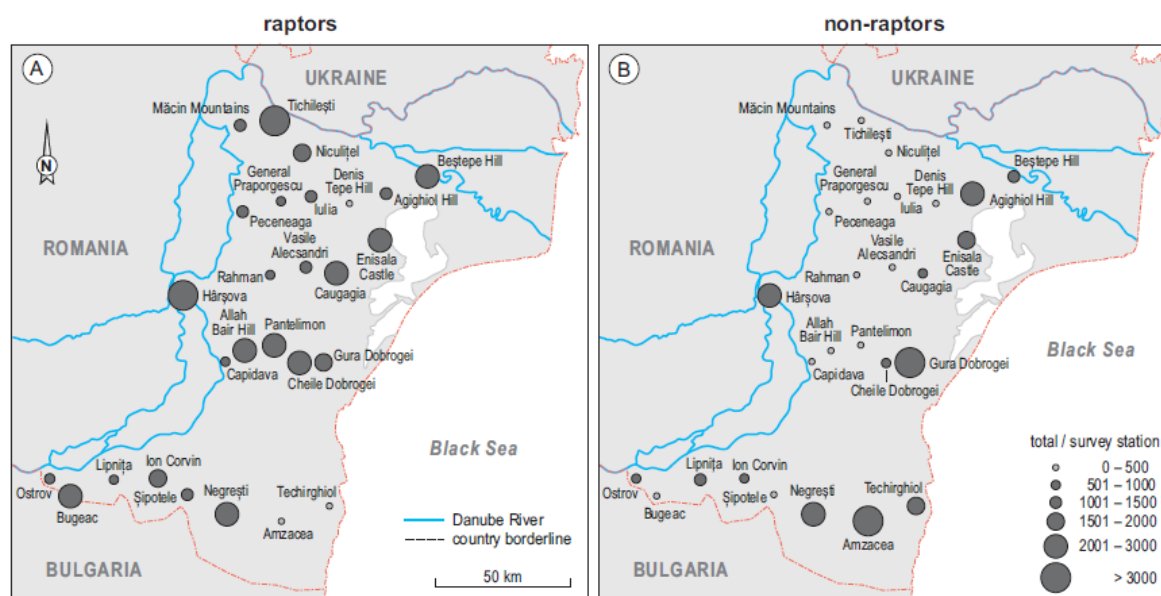 raptors
A
UKRAINE
Măcin Mountains
Tichilești
N
Niculițel
General
Praporgescu
Denis
Tepe Hill
Beștepe Hill
Iulia
Agighiol Hill
Peceneaga
ROMANIA
Vasile
Alecsandri
Enisala
Castle
Rahman
Caugagia
Hârșova
Allah
Bair Hill
Pantelimon
Gura Dobrogei
Capidava
Cheile Dobrogei
Black Sea
Lipnița
Ion Corvin
Ostrov
Șipotele
Negrești
Techirghiol
Bugeac
Amzacea
Danube River
country borderline
BULGARIA
50 km
non-raptors
B
UKRAINE
Măcin Mountains
Tichilești
Niculițel
General
Praporgescu
Denis
Tepe Hill
Beștepe Hill
Iulia
Agighiol Hill
Peceneaga
ROMANIA
Vasile
Alecsandri
Enisala
Castle
Rahman
Caugagia
Hârșova
Allah
Bair Hill
Pantelimon
Gura Dobrogei
Capidava
Cheile Dobrogei
Black Sea
Lipnița
Ion Corvin
Ostrov
Bugeac
Șipotele
Negrești
Techirghiol
Amzacea
BULGARIA
total / survey station
0 – 500
501 – 1000
1001 – 1500
1501 – 2000
2001 – 3000
> 3000